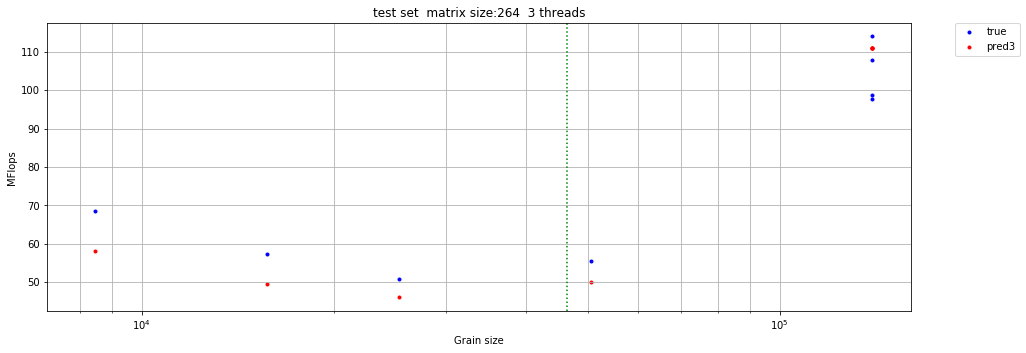 test set  matrix size:264  3 threads
true
pred3
MFlops
110
100
90
80
70
60
50
10⁴
10⁵
Grain size